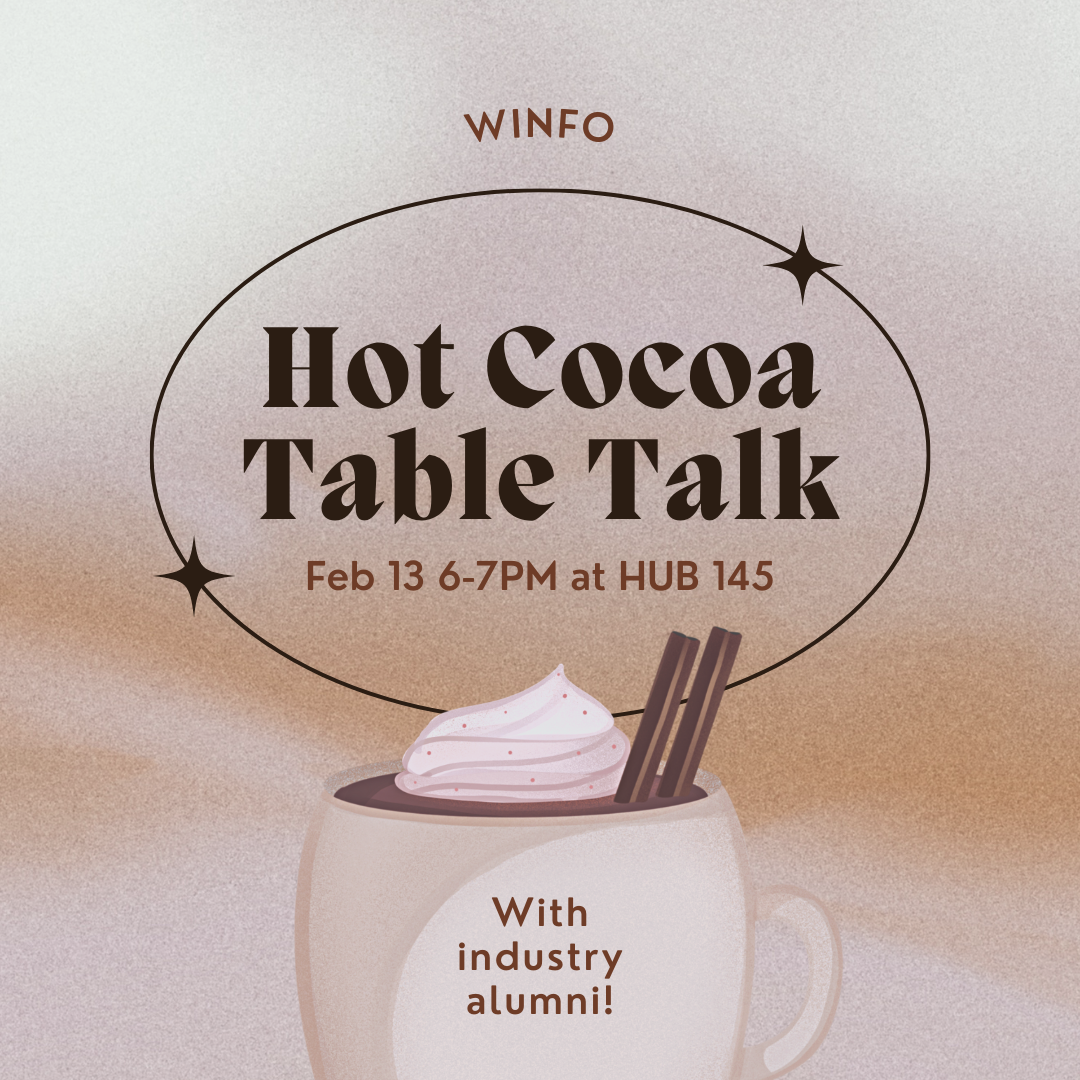 WINFO
Hot Cocoa
Table Talk
Feb 13 6-7PM at HUB 145
With
industry
alumni!